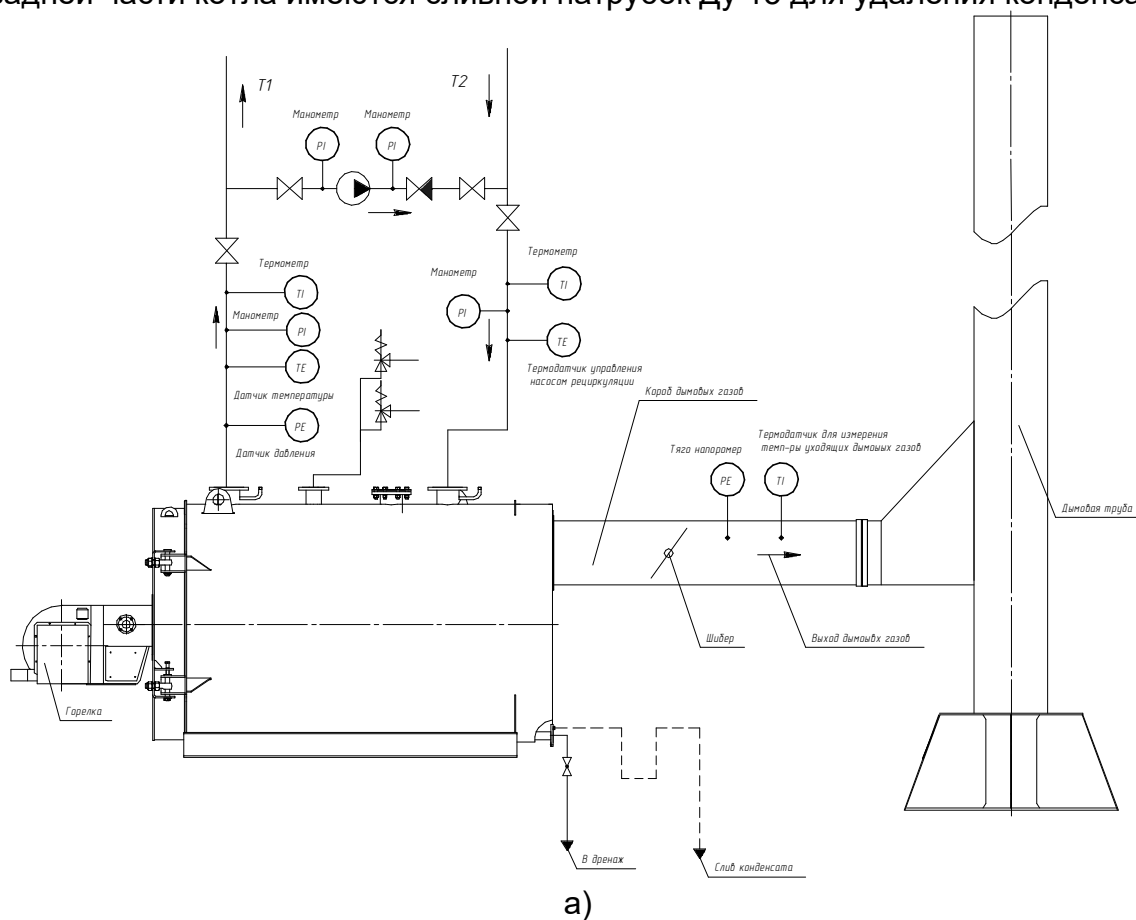 задней части котла имеются сливной патрубок Ду 15 для удаления конденса
T1
T2
Манометр
Манометр
PI
PI
Термометр
TI
Манометр
PI
TE
Датчик температуры
PE
Датчик давления
Термометр
TI
Манометр
PI
TE
Термодатчик управления
насосом рециркуляции
Короб дымовых газов
Тяго напоромер
PE
Термодатчик для измерения
темп-ры уходящих дымоыых газов
TI
Дымовая труба
Шибер
Выход дымоывх газов
Горелка
В дренаж
Слив конденсата
а)